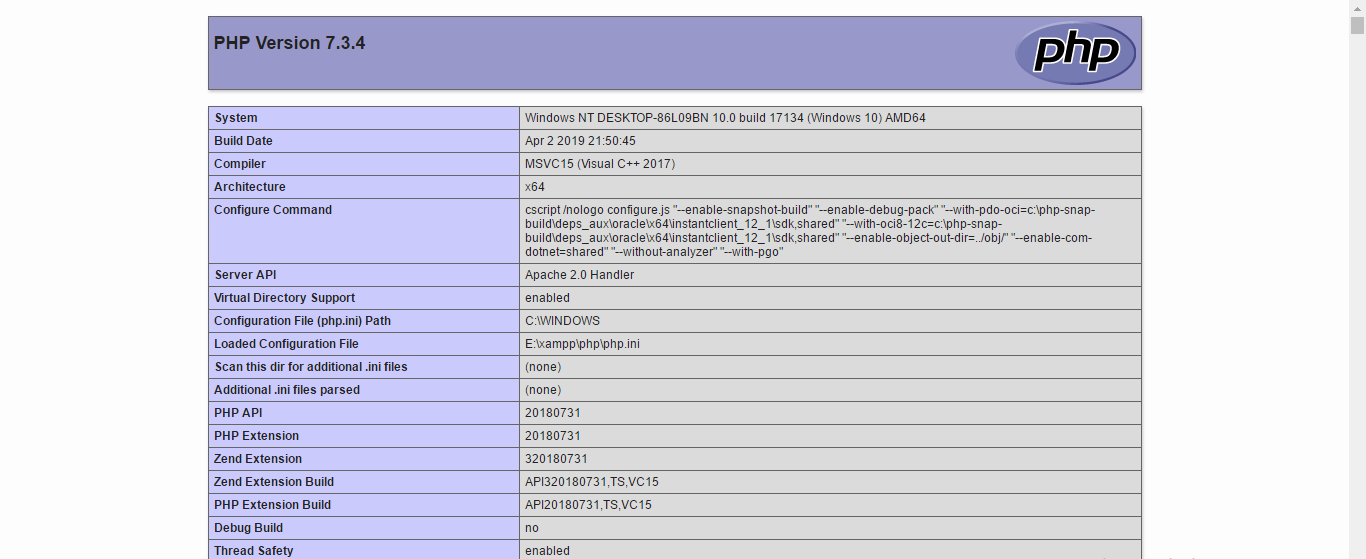 PHP Version 7.3.4
php
System Windows NT DESKTOP-86L09BN 10.0 build 17134 (Windows 10) AMD64
Build Date Apr 2 2019 21:50:45
Compiler MSVC15 (Visual C++ 2017)
Architecture x64
Configure Command cscript /nologo configure.js "--enable-snapshot-build" "--enable-debug-pack" "--with-pdo-oci=c:\php-snap-
build\deps_aux\oracle\x64\instantclient_12_1\sdk,shared" "--with-oci8-12c=c:\php-snap-
build\deps_aux\oracle\x64\instantclient_12_1\sdk,shared" "--enable-object-out-dir=../obj/" "--enable-com-
dotnet=shared" "--without-analyzer" "--with-pgo"
Server API Apache 2.0 Handler
Virtual Directory Support enabled
Configuration File (php.ini) Path C:\WINDOWS
Loaded Configuration File E:\xampp\php\php.ini
Scan this dir for additional .ini files (none)
Additional .ini files parsed (none)
PHP API 20180731
PHP Extension 20180731
Zend Extension 320180731
Zend Extension Build API320180731,TS,VC15
PHP Extension Build API20180731,TS,VC15
Debug Build no
Thread Safety enabled